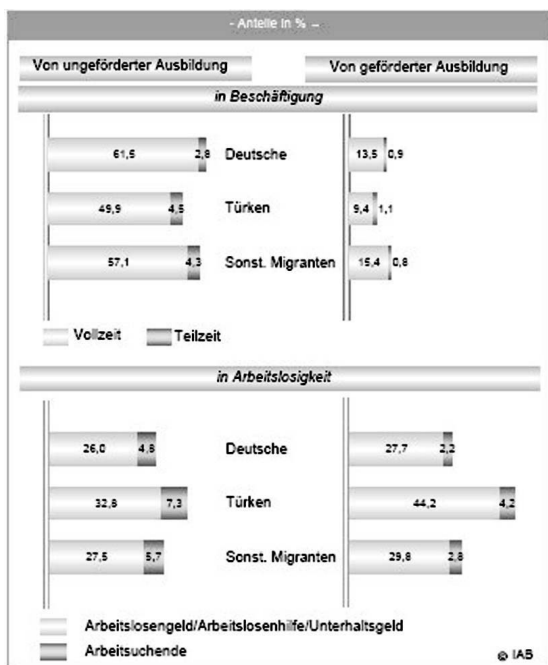 - Anteile in % –
Von ungeförderter Ausbildung Von geförderter Ausbildung
in Beschäftigung
61,5 2,8 Deutsche 13,5 0,9
49,9 4,5 Türken 9,4 1,1
57,1 4,3 Sonst. Migranten 15,4 0,8
Vollzeit Teilzeit
in Arbeitslosigkeit
26,0 4,8 Deutsche 27,7 2,2
32,8 7,3 Türken 44,2 4,2
27,5 5,7 Sonst. Migranten 29,8 2,8
Arbeitslosengeld/Arbeitslosenhilfe/Unterhaltsgeld
Arbeitsuchende
© IAB